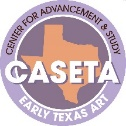 CENTER FOR ADVANCEMENT & STUDY
CASETA
EARLY TEXAS ART